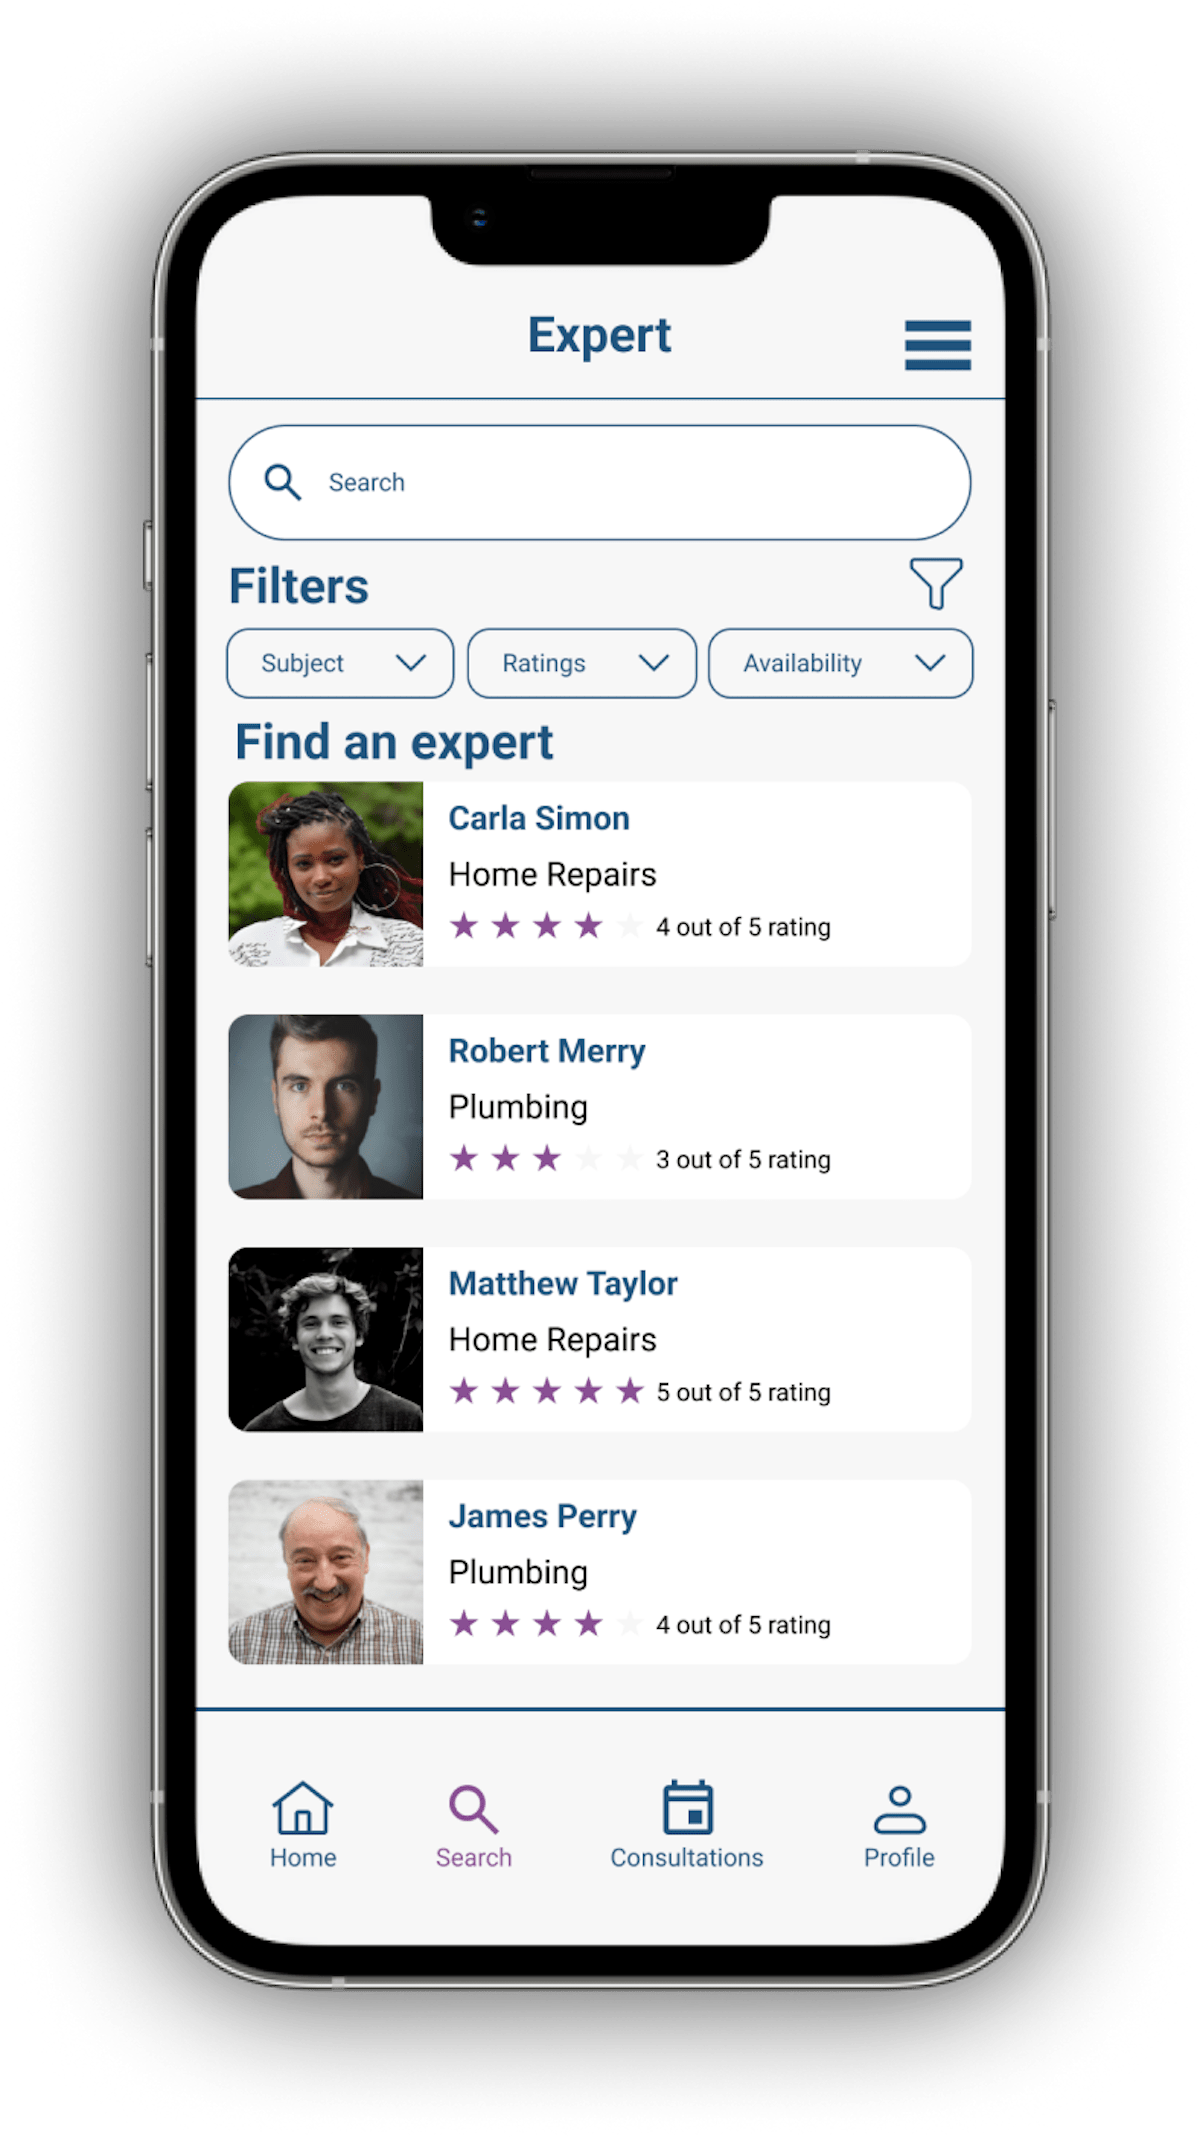 Expert
Search
Filters
Subject
Ratings
Availability
Find an expert
Carla Simon
Home Repairs
4 out of 5 rating
Robert Merry
Plumbing
3 out of 5 rating
Matthew Taylor
Home Repairs
5 out of 5 rating
James Perry
Plumbing
4 out of 5 rating
Home
Search
Consultations
Profile